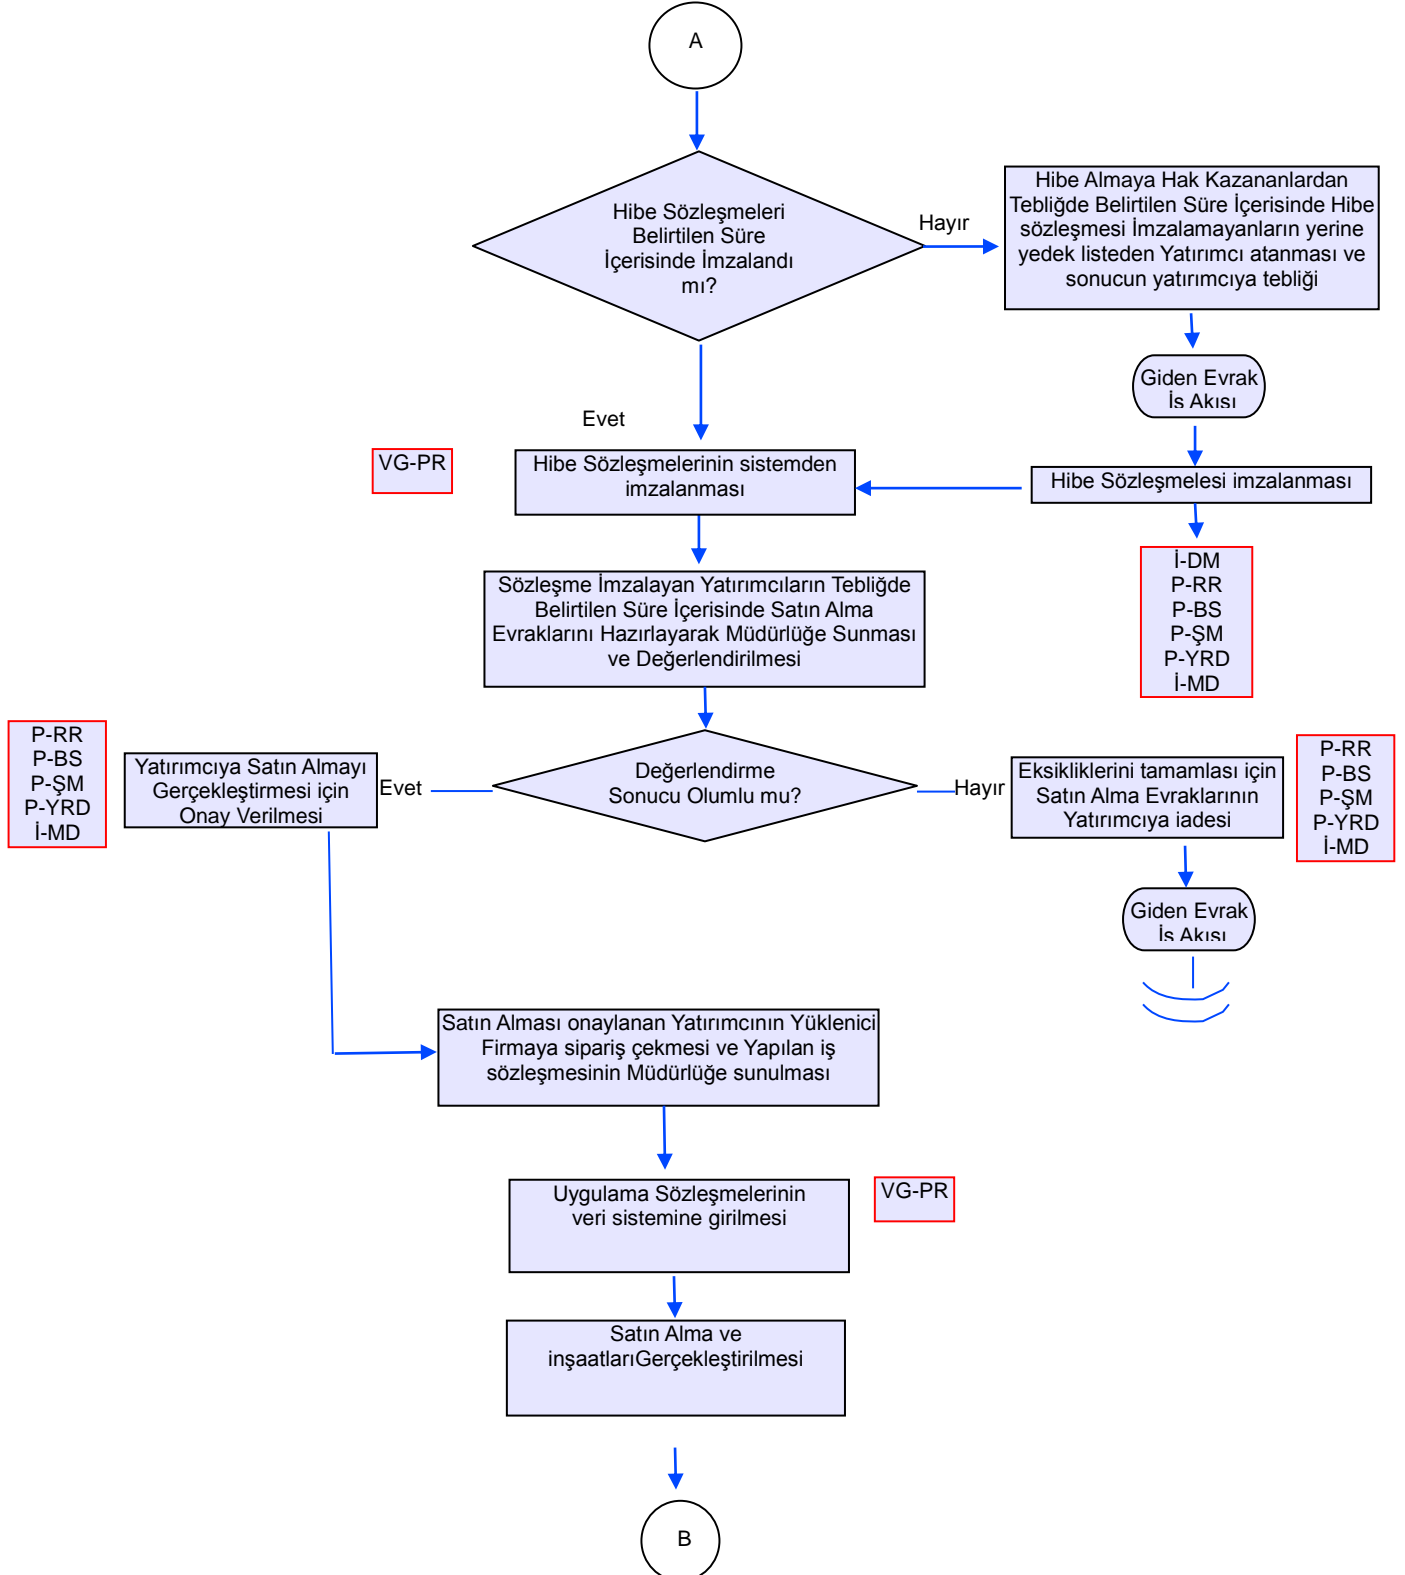 A
Hibe Sözleşmeleri
Belirtilen Süre
İçerisinde İmzalandı
mı?
Hayır
Hibe Almaya Hak Kazananlardan
Tebliğde Belirtilen Süre İçerisinde Hibe
sözleşmesi İmzalamayanların yerine
yedek listeden Yatırımcı atanması ve
sonucun yatırımcıya tebliği
Giden Evrak
İş Akışı
Evet
VG-PR
Hibe Sözleşmelerinin sistemden
imzalanması
Hibe Sözleşmelesi imzalanması
İ-DM
P-RR
P-BS
P-ŞM
P-YRD
İ-MD
Sözleşme İmzalayan Yatırımcıların Tebliğde
Belirtilen Süre İçerisinde Satın Alma
Evraklarını Hazırlayarak Müdürlüğe Sunması
ve Değerlendirilmesi
P-RR
P-BS
P-ŞM
P-YRD
İ-MD
Yatırımcıya Satın Almayı
Gerçekleştirmesi için
Onay Verilmesi
Evet
Değerlendirme
Sonucu Olumlu mu?
Hayır
Eksikliklerini tamamlası için
Satın Alma Evraklarının
Yatırımcıya iadesi
P-RR
P-BS
P-ŞM
P-YRD
İ-MD
Giden Evrak
İş Akışı
Satın Alması onaylanan Yatırımcının Yüklenici
Firmaya sipariş çekmesi ve Yapılan iş
sözleşmesinin Müdürlüğe sunulması
Uygulama Sözleşmelerinin
veri sistemine girilmesi
VG-PR
Satın Alma ve
inşaatlarıGerçekleştirilmesi
B